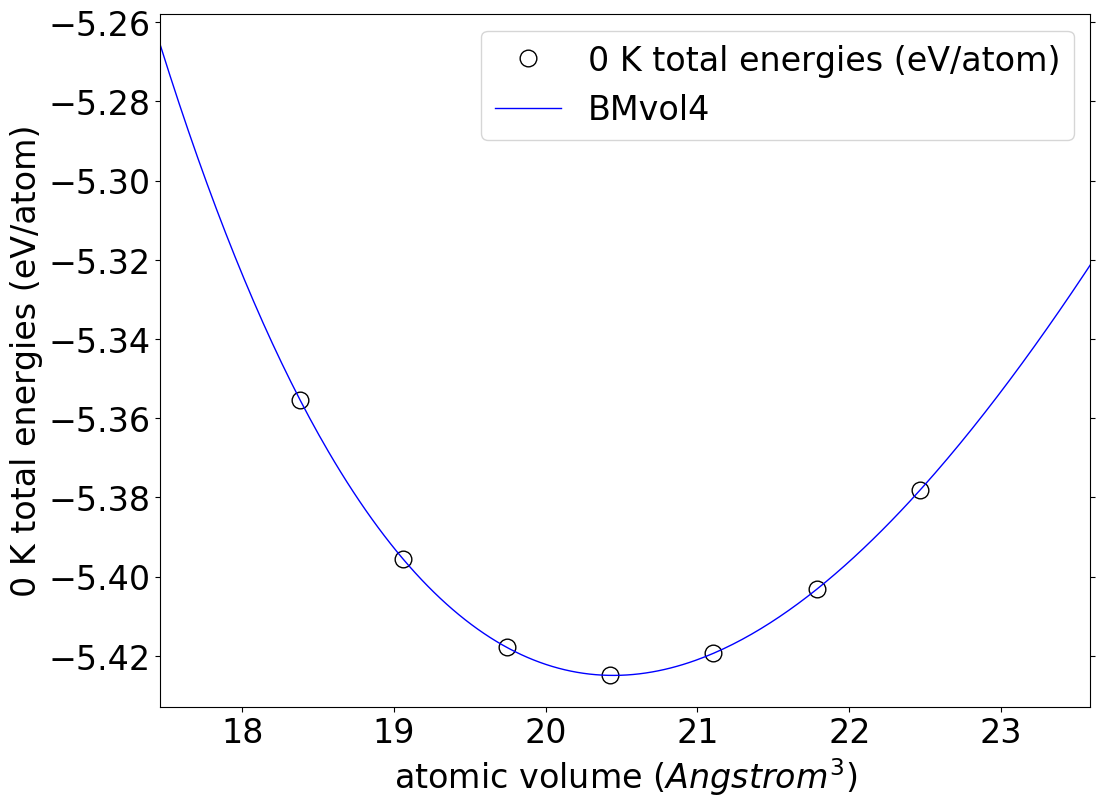 0 K total energies (eV/atom)
BMvol4
0 K total energies (eV/atom)
−5.26
−5.28
−5.30
−5.32
−5.34
−5.36
−5.38
−5.40
−5.42
18 19 20 21 22 23
atomic volume (Angstrom³)